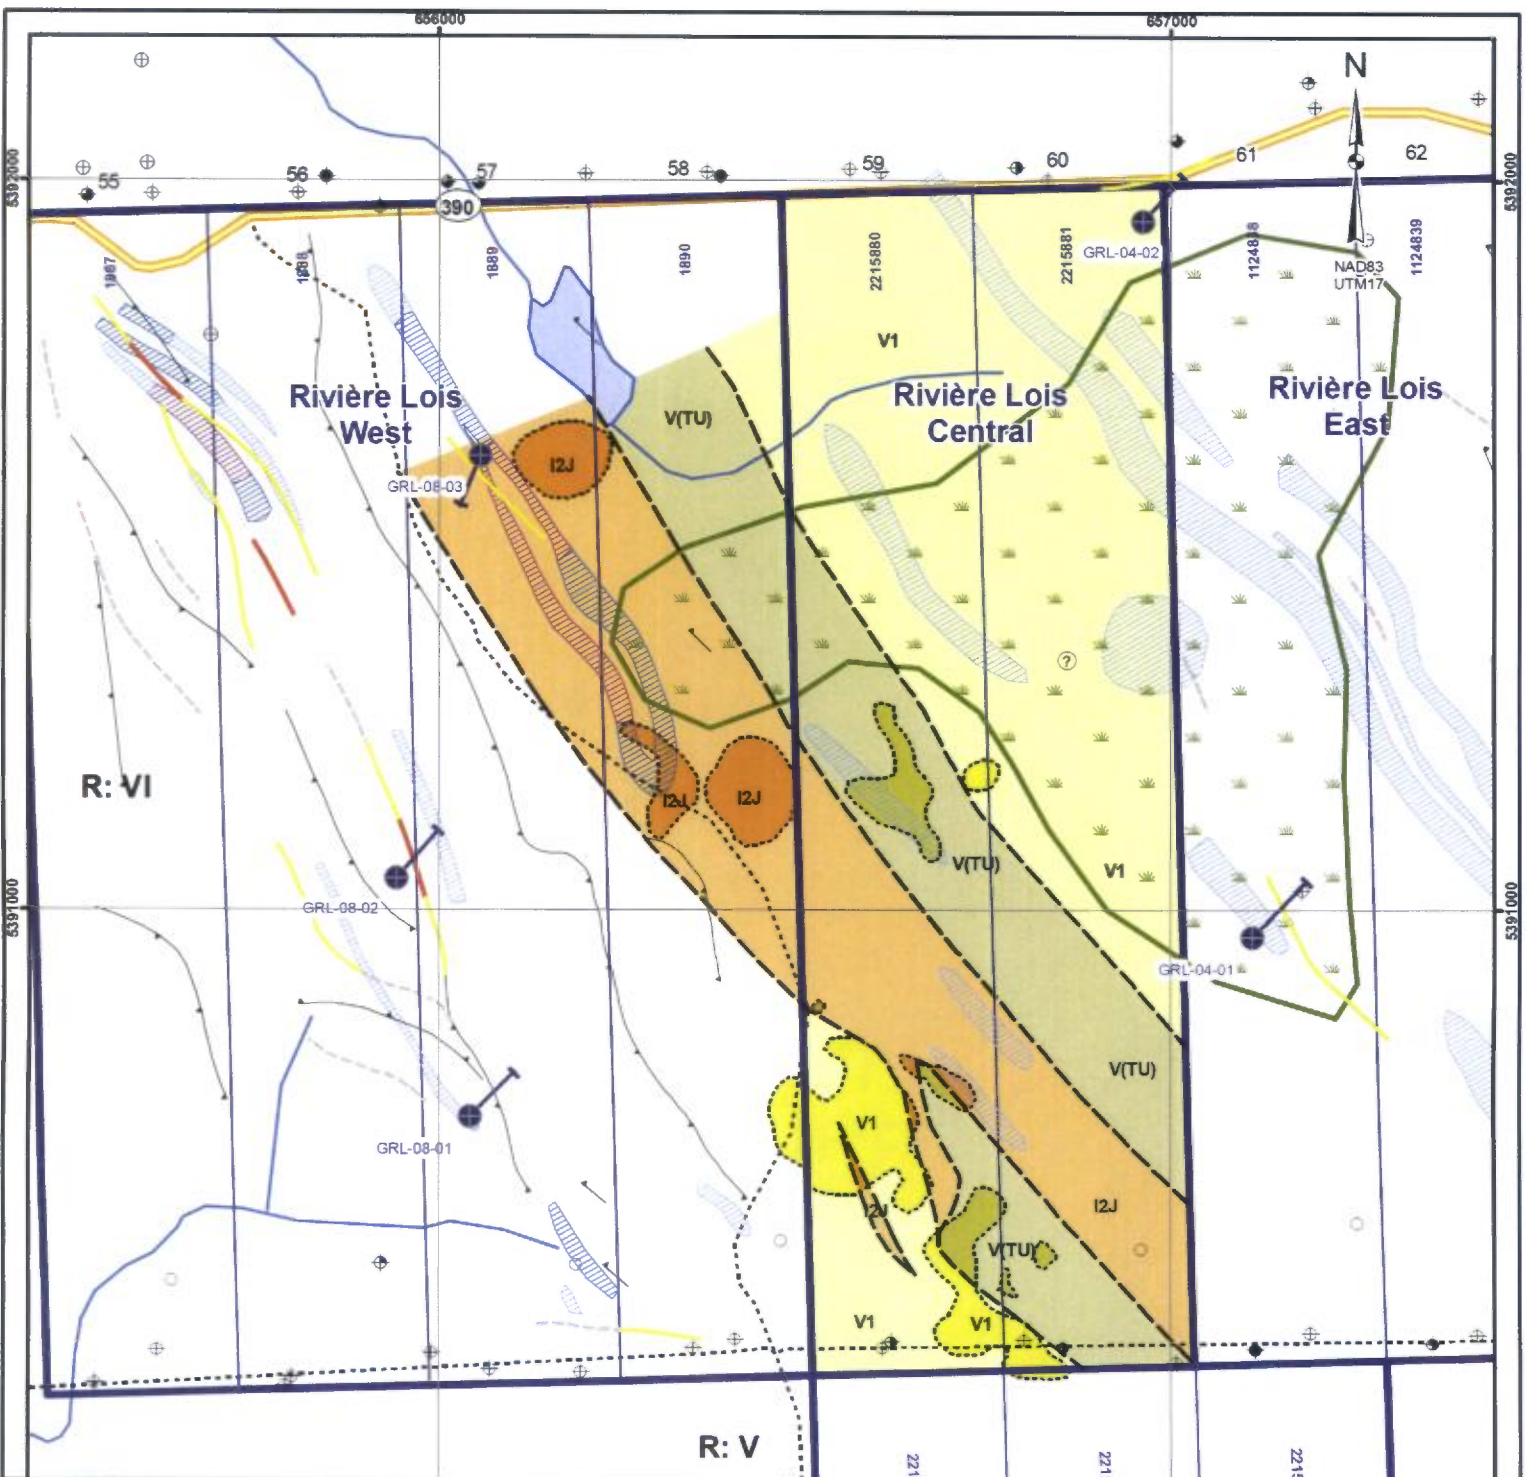 656000
657000
N
5392000
5392000
55
56
57
58
59
60
61
62
390
1889
1890
2215880
2215881
1124838
1124839
GRL-04-02
NAD83
UTM17
V1
Rivière Lois
West
Rivière Lois
Central
Rivière Lois
East
V(TU)
I2J
GRL-08-03
?
R: VI
I2J
I2J
V(TU)
V1
GRL-08-02
5391000
5391000
GRL-04-01
V(TU)
V1
GRL-08-01
I2J
I2J
V(TU)
V1
V1
R: V
221
221
2215